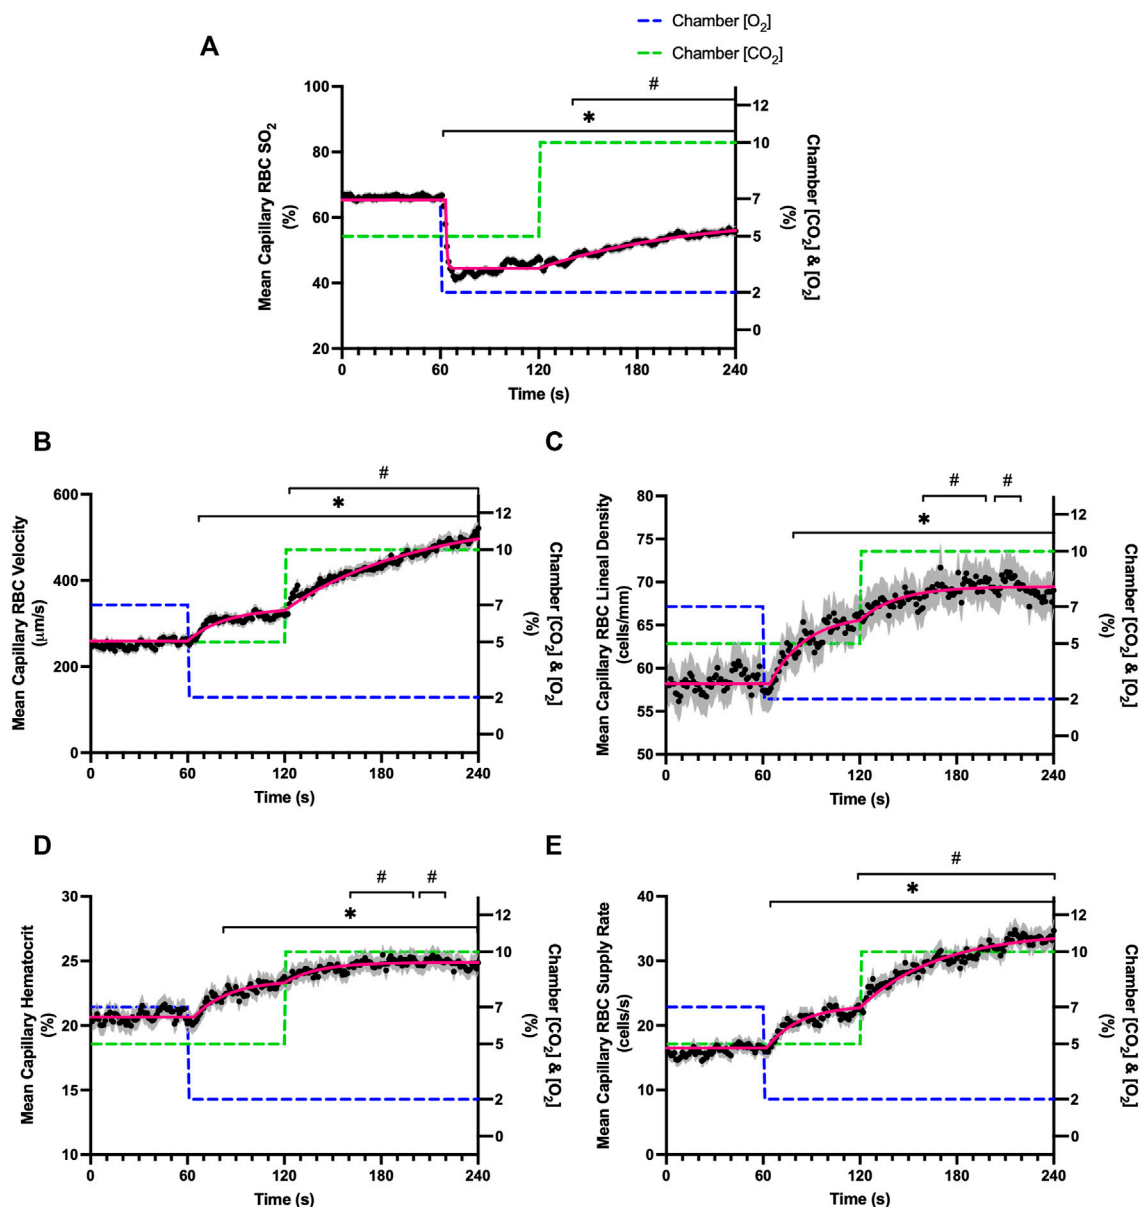 Chamber [O₂]
Chamber [CO₂]
A
#
*
100
80
60
40
20
12
10
7
5
2
0
0 60 120 180 240
Time (s)
Mean Capillary RBC SO₂
(%)
Chamber [CO₂] & [O₂]
(%)
B
#
*
600
400
200
0
12
10
7
5
2
0
0 60 120 180 240
Time (s)
Mean Capillary RBC Velocity
(μm/s)
Chamber [CO₂] & [O₂]
(%)
C
# #
*
80
75
70
65
60
55
50
12
10
7
5
2
0
0 60 120 180 240
Time (s)
Mean Capillary RBC Lineal Density
(cells/mm)
Chamber [CO₂] & [O₂]
(%)
D
# #
*
30
25
20
15
10
12
10
7
5
2
0
0 60 120 180 240
Time (s)
Mean Capillary Hematocrit
(%)
Chamber [CO₂] & [O₂]
(%)
E
#
*
40
30
20
10
0
12
10
7
5
2
0
0 60 120 180 240
Time (s)
Mean Capillary RBC Supply Rate
(cells/s)
Chamber [CO₂] & [O₂]
(%)